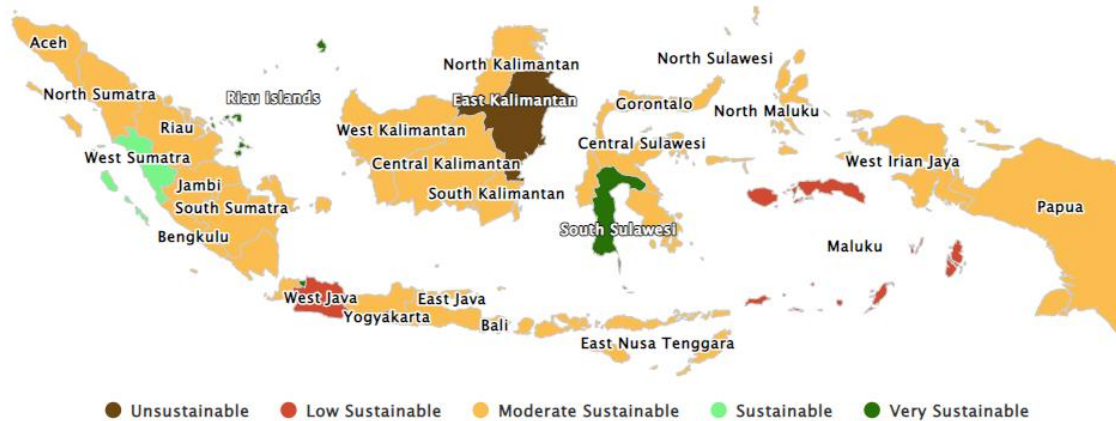 Aceh
North Sumatra
Riau
Riau Islands
West Sumatra
Jambi
South Sumatra
Bengkulu
North Kalimantan
East Kalimantan
West Kalimantan
Central Kalimantan
South Kalimantan
North Sulawesi
Gorontalo
North Maluku
Central Sulawesi
South Sulawesi
West Irian Jaya
Papua
Maluku
West Java
East Java
Yogyakarta
Bali
East Nusa Tenggara
Unsustainable Low Sustainable Moderate Sustainable Sustainable Very Sustainable